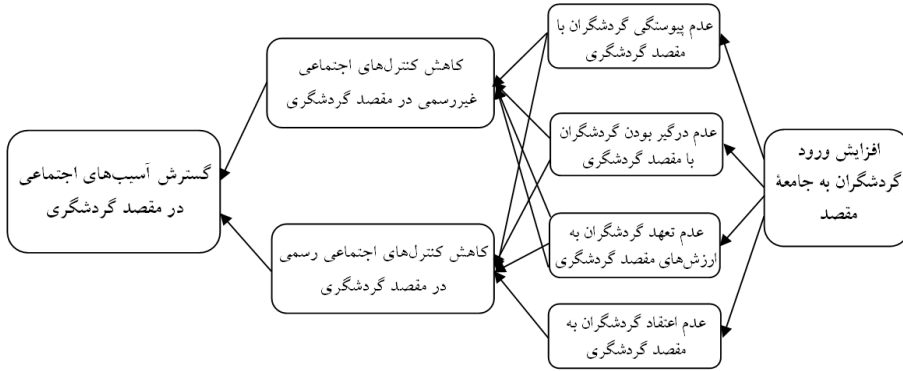 افزایش ورود
گردشگران به جامعهٔ
مقصد
عدم پیوستگی گردشگران با
مقصد گردشگری
عدم درگیر بودن گردشگران
با مقصد گردشگری
عدم تعهد گردشگران به
ارزش‌های مقصد گردشگری
عدم اعتقاد گردشگران به
مقصد گردشگری
کاهش کنترل‌های اجتماعی
غیررسمی در مقصد گردشگری
کاهش کنترل‌های اجتماعی رسمی
در مقصد گردشگری
گسترش آسیب‌های اجتماعی
در مقصد گردشگری